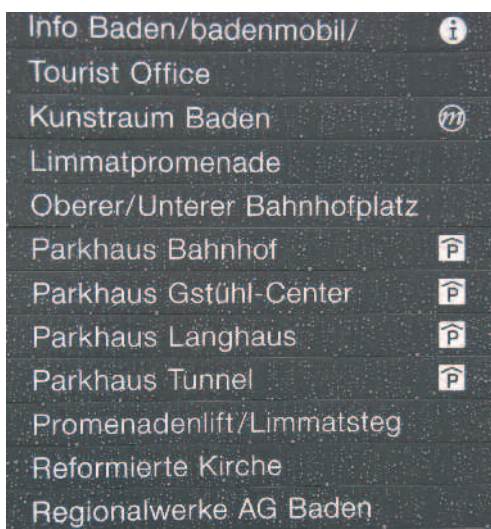 Info Baden/badenmobil/ i
Tourist Office
Kunstraum Baden m
Limmatpromenade
Oberer/Unterer Bahnhofplatz
Parkhaus Bahnhof P
Parkhaus Gstühl-Center P
Parkhaus Langhaus P
Parkhaus Tunnel P
Promenadenlift/Limmatsteg
Reformierte Kirche
Regionalwerke AG Baden